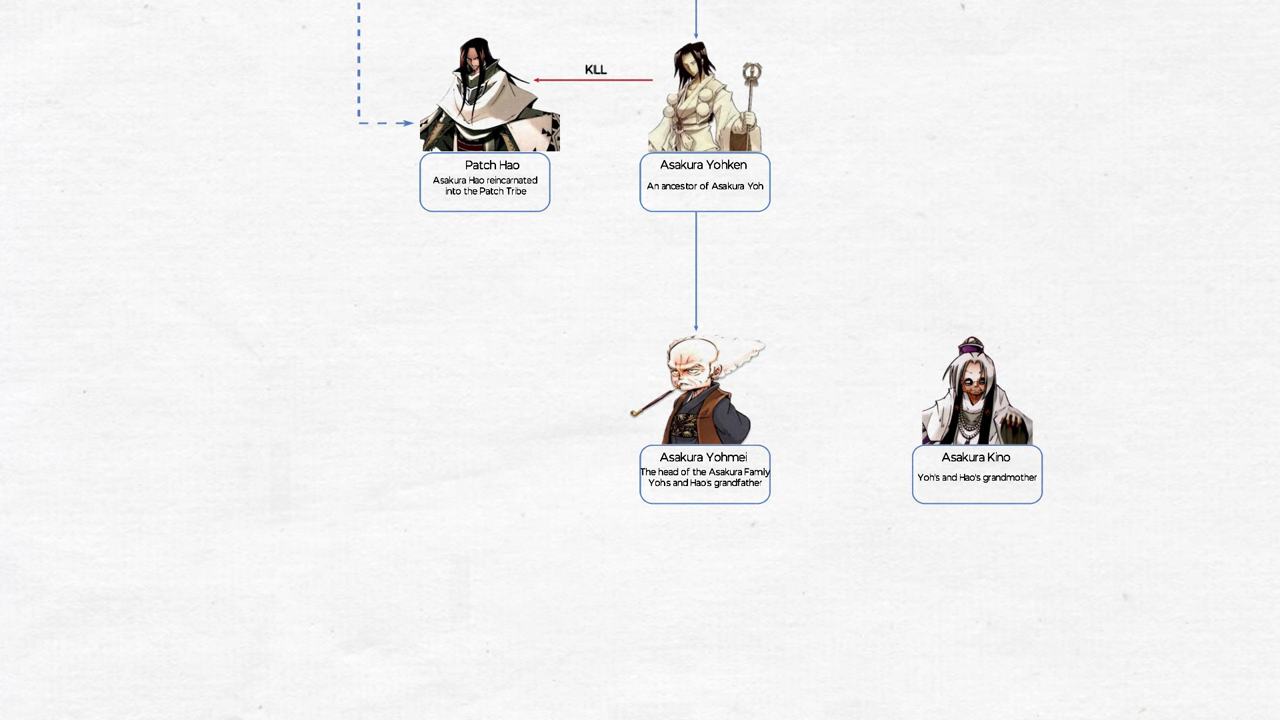 KILL
Patch Hao
Asakura Hao reincarnated
into the Patch Tribe
Asakura Yohken
An ancestor of Asakura Yoh
Asakura Yohmei
The head of the Asakura Family
Yoh's and Hao's grandfather
Asakura Kino
Yoh's and Hao's grandmother